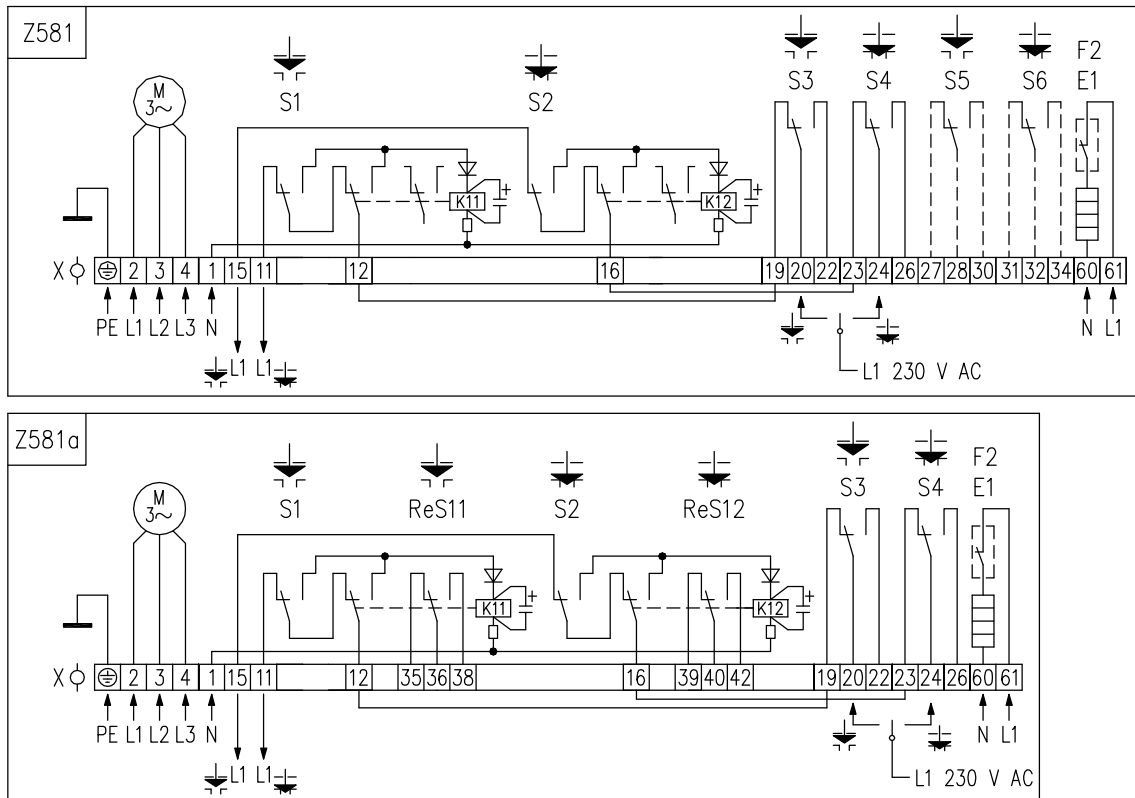 Z581
M
3~
S1
S2
S3
S4
S5
S6
F2
E1
K11
+
K12
+
X
2 3 4 1 15 11 12 16 19 20 22 23 24 26 27 28 30 31 32 34 60 61
PE L1 L2 L3 N
N L1
L1 L1
L1 230 V AC
Z581a
M
3~
S1
ReS11
S2
ReS12
S3
S4
F2
E1
K11
+
K12
+
X
2 3 4 1 15 11 12 35 36 38 16 39 40 42 19 20 22 23 24 26 60 61
PE L1 L2 L3 N
N L1
L1 L1
L1 230 V AC